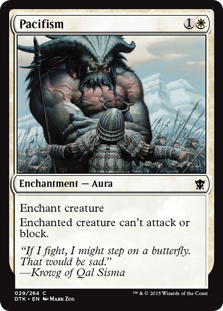 Pacifism 1
Enchantment — Aura
Enchant creature
Enchanted creature can't attack or
block.
"If I fight, I might step on a butterfly.
That would be sad."
—Krowg of Qal Sisma
029/264 C
DTK • EN Mark Zug
™ & © 2015 Wizards of the Coast